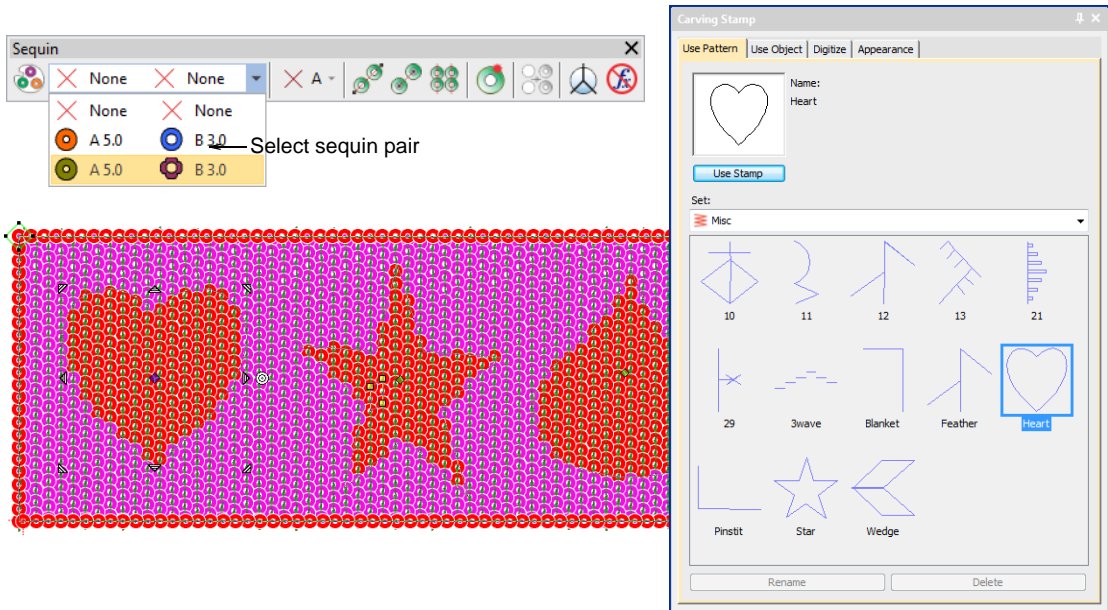 Sequin
None None
A
None None
A 5.0 B 3.0
Select sequin pair
A 5.0 B 3.0
Carving Stamp
Use Pattern Use Object Digitize Appearance
Name:
Heart
Use Stamp
Set:
Misc
10 11 12 13 21
29 3wave Blanket Feather Heart
Pinstit Star Wedge
Rename Delete